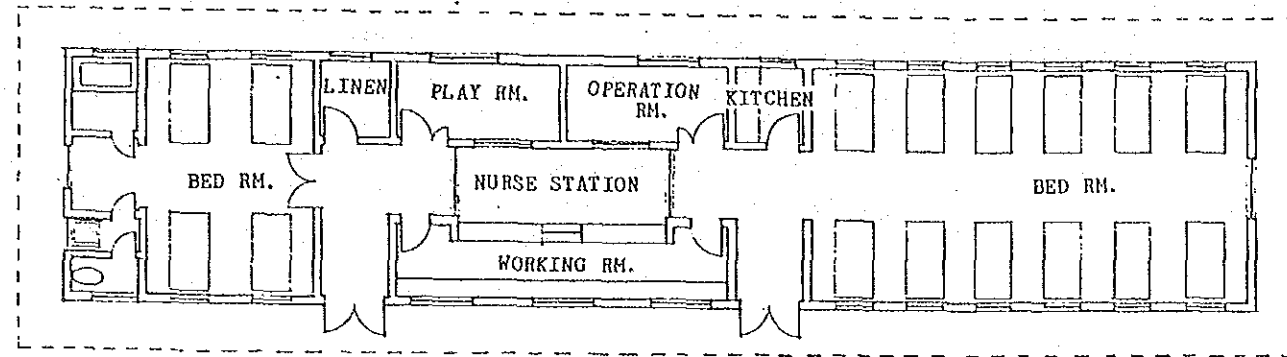 LINEN
PLAY RM.
OPERATION
RM.
KITCHEN
BED RM.
NURSE STATION
BED RM.
WORKING RM.